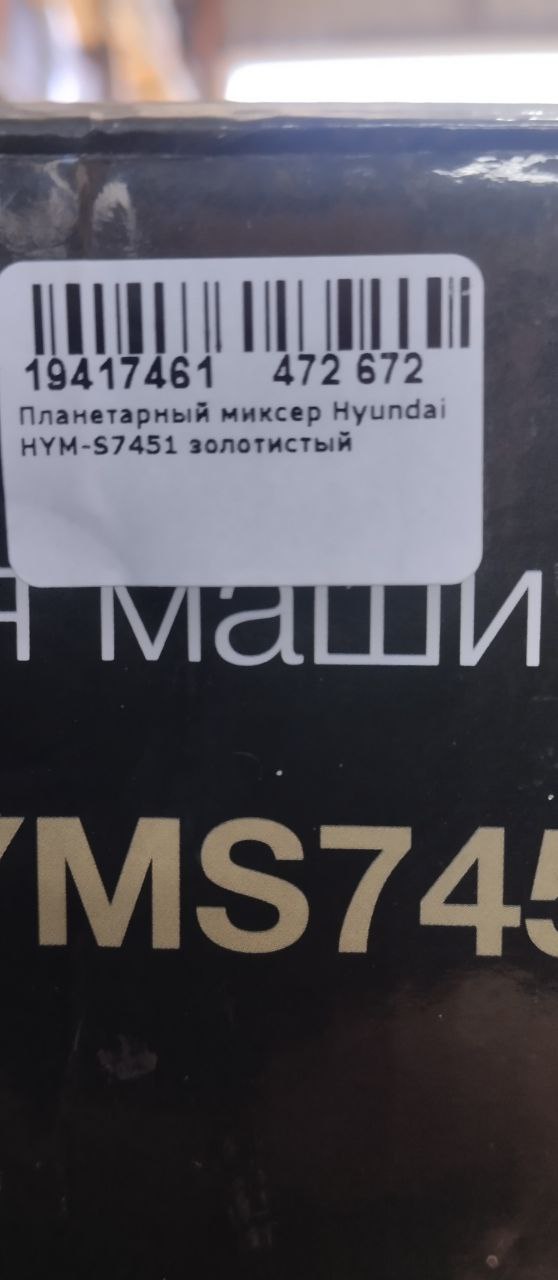 19417461 472 672
Планетарный миксер Hyundai
HYM-S7451 золотистый
я маши
YMS745